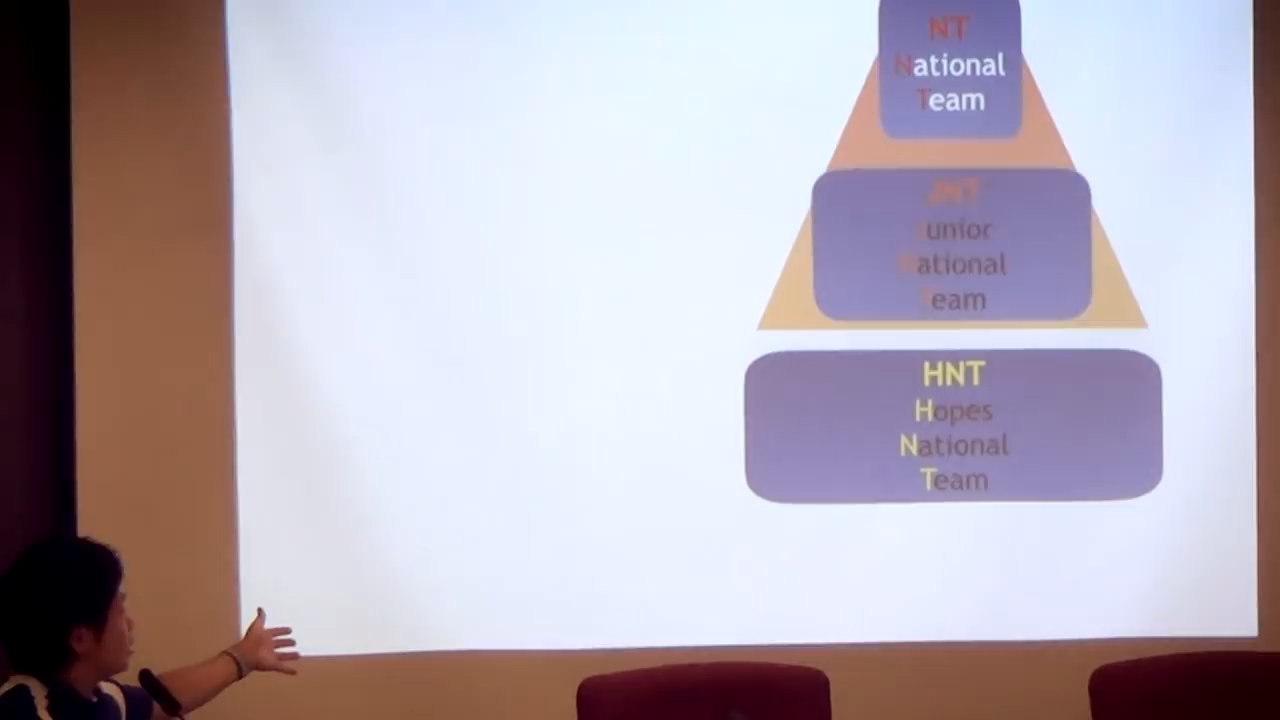 NT
National
Team
JNT
Junior
National
Team
HNT
Hopes
National
Team